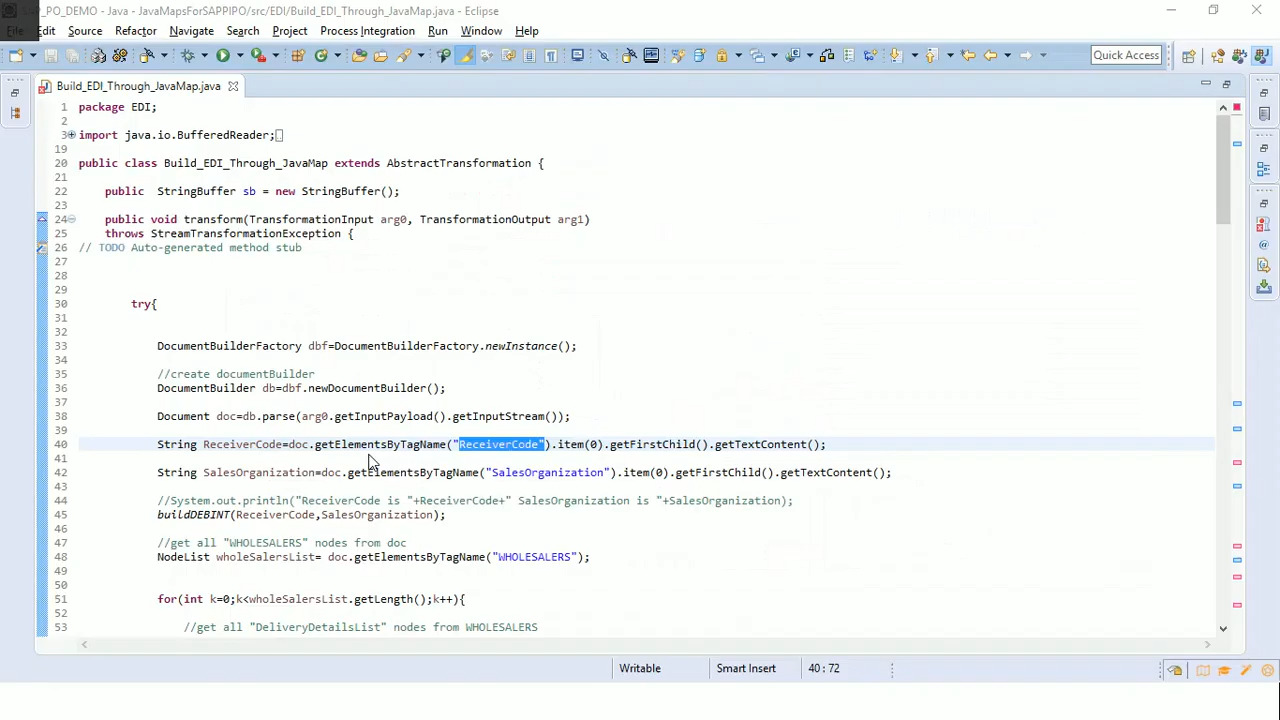 PO_DEMO - Java - JavaMapsForSAPPIPO/src/EDI/Build_EDI_Through_JavaMap.java - Eclipse
File Edit Source Refactor Navigate Search Project Process Integration Run Window Help
Quick Access
Build_EDI_Through_JavaMap.java
1 package EDI;
2
3 import java.io.BufferedReader;
19
20 public class Build_EDI_Through_JavaMap extends AbstractTransformation {
21
22 public StringBuffer sb = new StringBuffer();
23
24 public void transform(TransformationInput arg0, TransformationOutput arg1)
25 throws StreamTransformationException {
26 // TODO Auto-generated method stub
27
28
29
30 try{
31
32
33 DocumentBuilderFactory dbf=DocumentBuilderFactory.newInstance();
34
35 //create documentBuilder
36 DocumentBuilder db=dbf.newDocumentBuilder();
37
38 Document doc=db.parse(arg0.getInputPayload().getInputStream());
39
40 String ReceiverCode=doc.getElementsByTagName("ReceiverCode").item(0).getFirstChild().getTextContent();
41
42 String SalesOrganization=doc.getElementsByTagName("SalesOrganization").item(0).getFirstChild().getTextContent();
43
44 //System.out.println("ReceiverCode is "+ReceiverCode+" SalesOrganization is "+SalesOrganization);
45 buildDEBINT(ReceiverCode,SalesOrganization);
46
47 //get all "WHOLESALERS" nodes from doc
48 NodeList wholeSalersList= doc.getElementsByTagName("WHOLESALERS");
49
50
51 for(int k=0;k<wholeSalersList.getLength();k++){
52
53 //get all "DeliveryDetailsList" nodes from WHOLESALERS
Writable Smart Insert 40 : 72